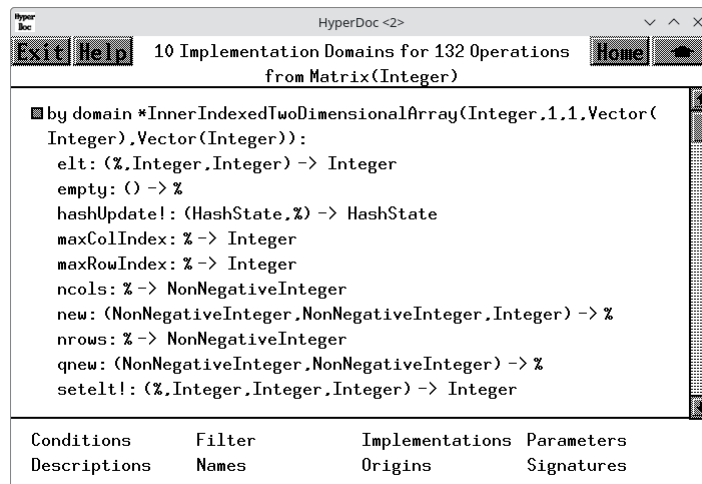 Hyper
Doc
HyperDoc <2>
Exit Help 10 Implementation Domains for 132 Operations Home
from Matrix(Integer)
by domain *InnerIndexedTwoDimensionalArray(Integer,1,1,Vector(
Integer),Vector(Integer)):
elt: (%,Integer,Integer) -> Integer
empty: () -> %
hashUpdate!: (HashState,%) -> HashState
maxColIndex: % -> Integer
maxRowIndex: % -> Integer
ncols: % -> NonNegativeInteger
new: (NonNegativeInteger,NonNegativeInteger,Integer) -> %
nrows: % -> NonNegativeInteger
qnew: (NonNegativeInteger,NonNegativeInteger) -> %
setelt!: (%,Integer,Integer,Integer) -> Integer
Conditions Filter Implementations Parameters
Descriptions Names Origins Signatures